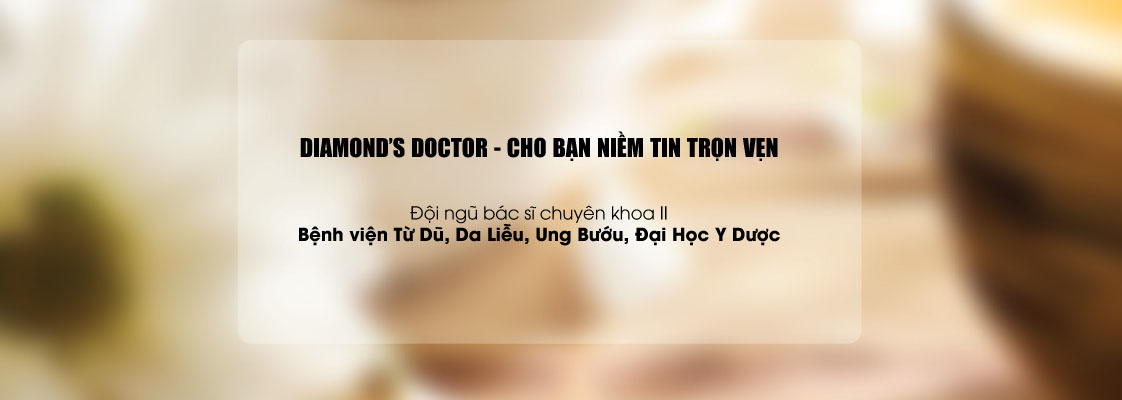 DIAMOND'S DOCTOR - CHO BẠN NIỀM TIN TRỌN VẸN
Đội ngũ bác sĩ chuyên khoa II
Bệnh viện Từ Dũ, Da Liễu, Ung Bướu, Đại Học Y Dược